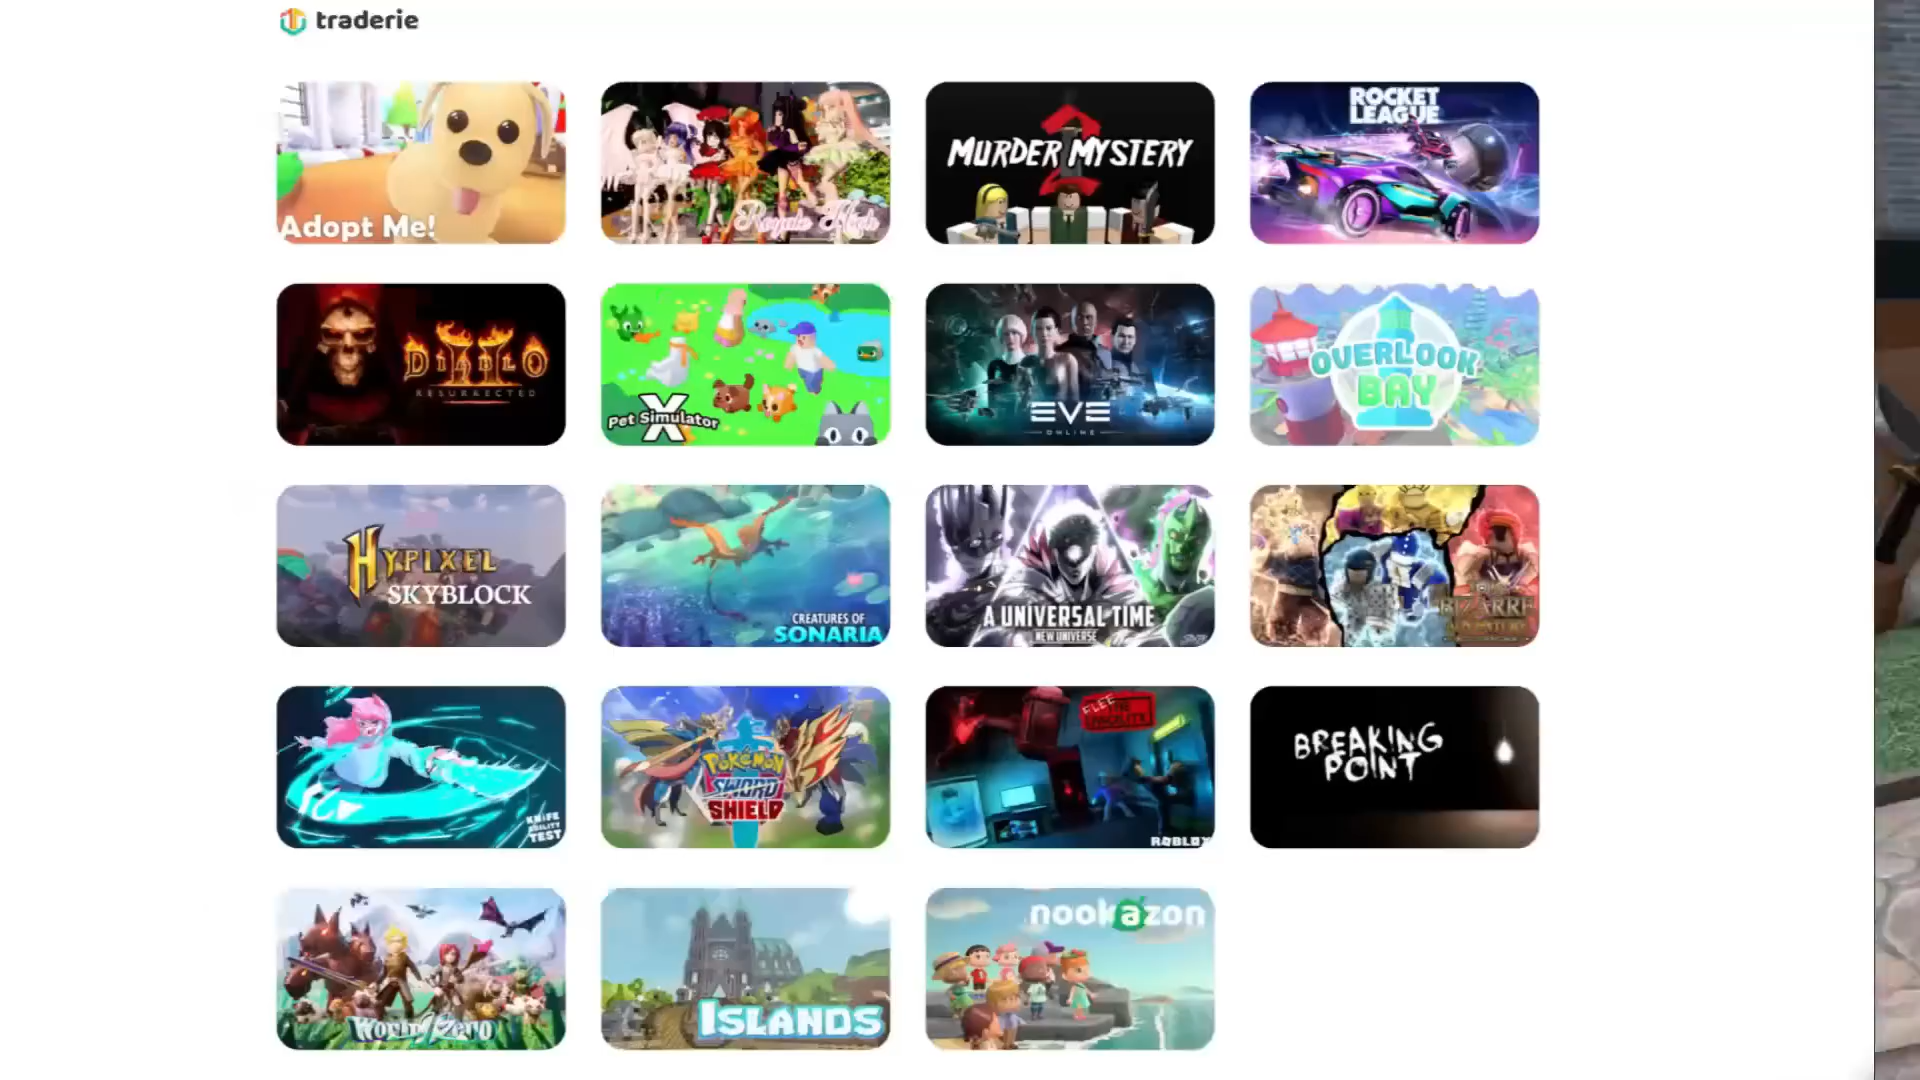 traderie
Adopt Me!
Royale High
MURDER MYSTERY
2
ROCKET
LEAGUE
DIABLO
II
RESURRECTED
Pet Simulator
X
EVE
ONLINE
OVERLOOK
BAY
HYPIXEL
SKYBLOCK
CREATURES OF
SONARIA
A UNIVERSAL TIME
NEW UNIVERSE
BIZARRE
KNIFE
ABILITY
TEST
POKÉMON
SWORD
SHIELD
FLEE
THE
FACILITY
ROBLOX
BREAKING
POINT
World//Zero
ISLANDS
nookazon